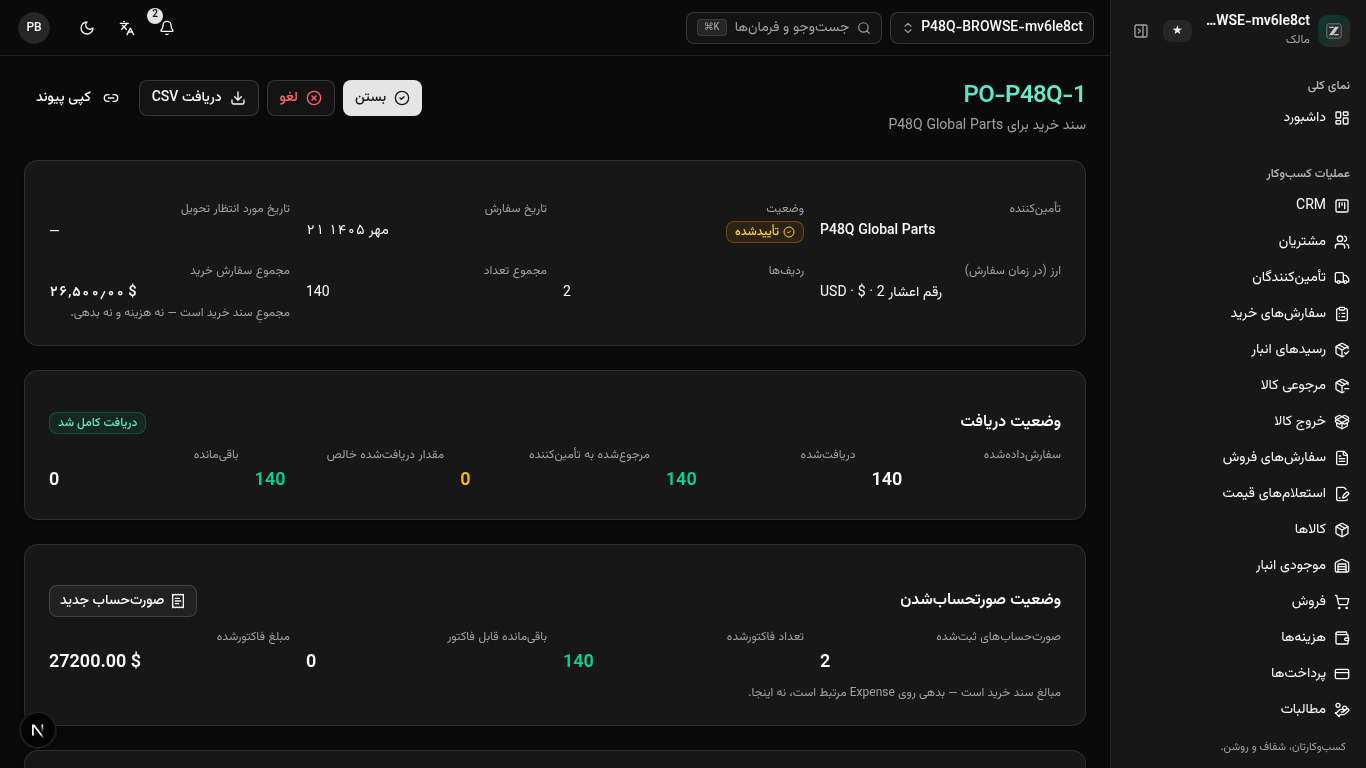 P48Q-BROWSE-mv6le8ct
جست‌وجو و فرمان‌ها
⌘K
2
PB
...WSE-mv6le8ct
مالک
نمای کلی
داشبورد
عملیات کسب‌وکار
CRM
مشتریان
تأمین‌کنندگان
سفارش‌های خرید
رسیدهای انبار
مرجوعی کالا
خروج کالا
سفارش‌های فروش
استعلام‌های قیمت
کالاها
موجودی انبار
فروش
هزینه‌ها
پرداخت‌ها
مطالبات
کسب‌وکارتان، شفاف و روشن.
PO-P48Q-1
سند خرید برای P48Q Global Parts
بستن
لغو
دریافت CSV
کپی پیوند
تأمین‌کننده
P48Q Global Parts
وضعیت
تأییدشده
تاریخ سفارش
۲۱ مهر ۱۴۰۵
تاریخ مورد انتظار تحویل
—
ارز (در زمان سفارش)
USD · $ · 2 رقم اعشار
ردیف‌ها
2
مجموع تعداد
140
مجموع سفارش خرید
۲۶,۵۰۰٫۰۰ $
مجموع سند خرید است — نه هزینه و نه بدهی.
وضعیت دریافت
دریافت کامل شد
سفارش‌داده‌شده
140
دریافت‌شده
140
مرجوع‌شده به تأمین‌کننده
0
مقدار دریافت‌شده خالص
140
باقی‌مانده
0
وضعیت صورتحساب‌شدن
صورت‌حساب جدید
صورت‌حساب‌های ثبت‌شده
2
تعداد فاکتورشده
140
باقی‌مانده قابل فاکتور
0
مبلغ فاکتورشده
27200.00 $
مبالغ سند خرید است — بدهی روی Expense مرتبط است، نه اینجا.
N